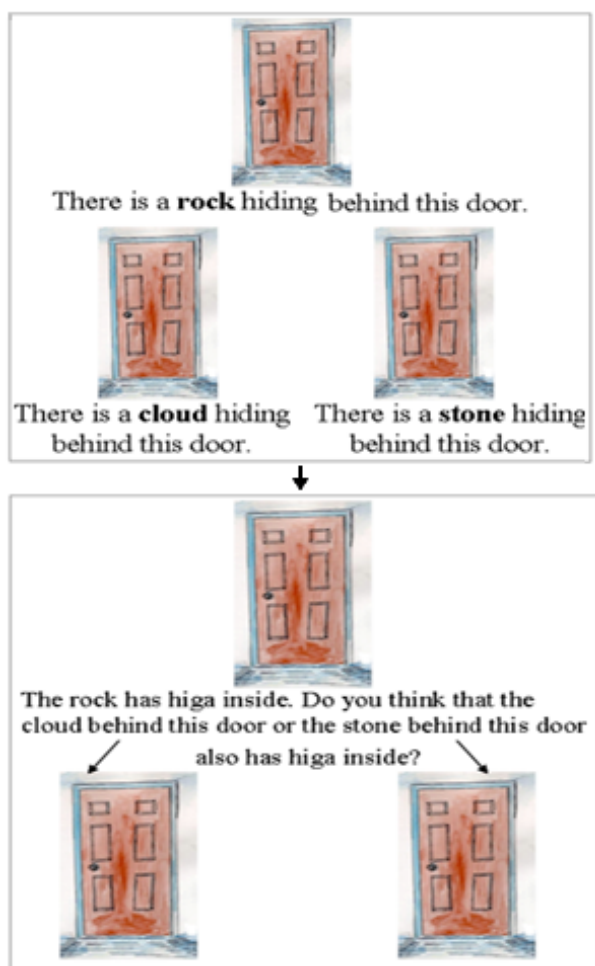 There is a rock hiding behind this door.
There is a cloud hiding
behind this door.
There is a stone hiding
behind this door.
The rock has higa inside. Do you think that the
cloud behind this door or the stone behind this door
also has higa inside?